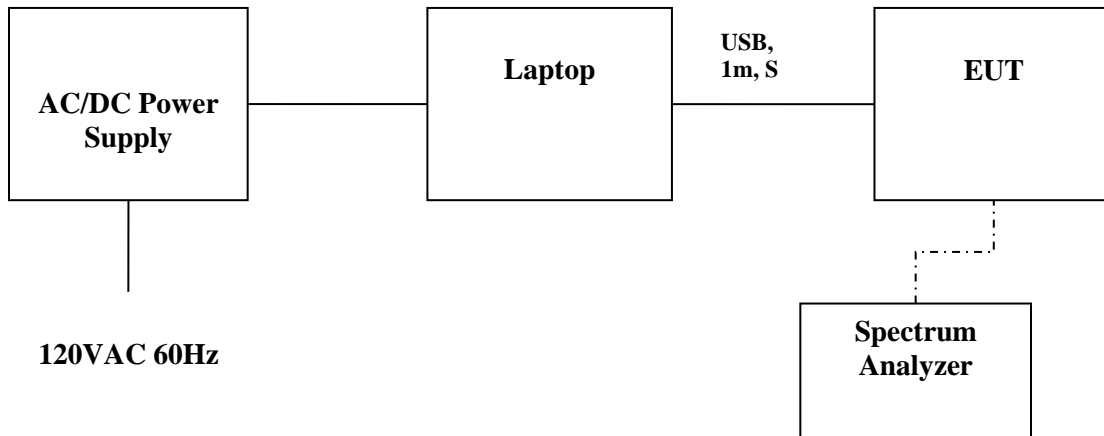 AC/DC Power
Supply
Laptop
USB,
1m, S
EUT
120VAC 60Hz
Spectrum
Analyzer